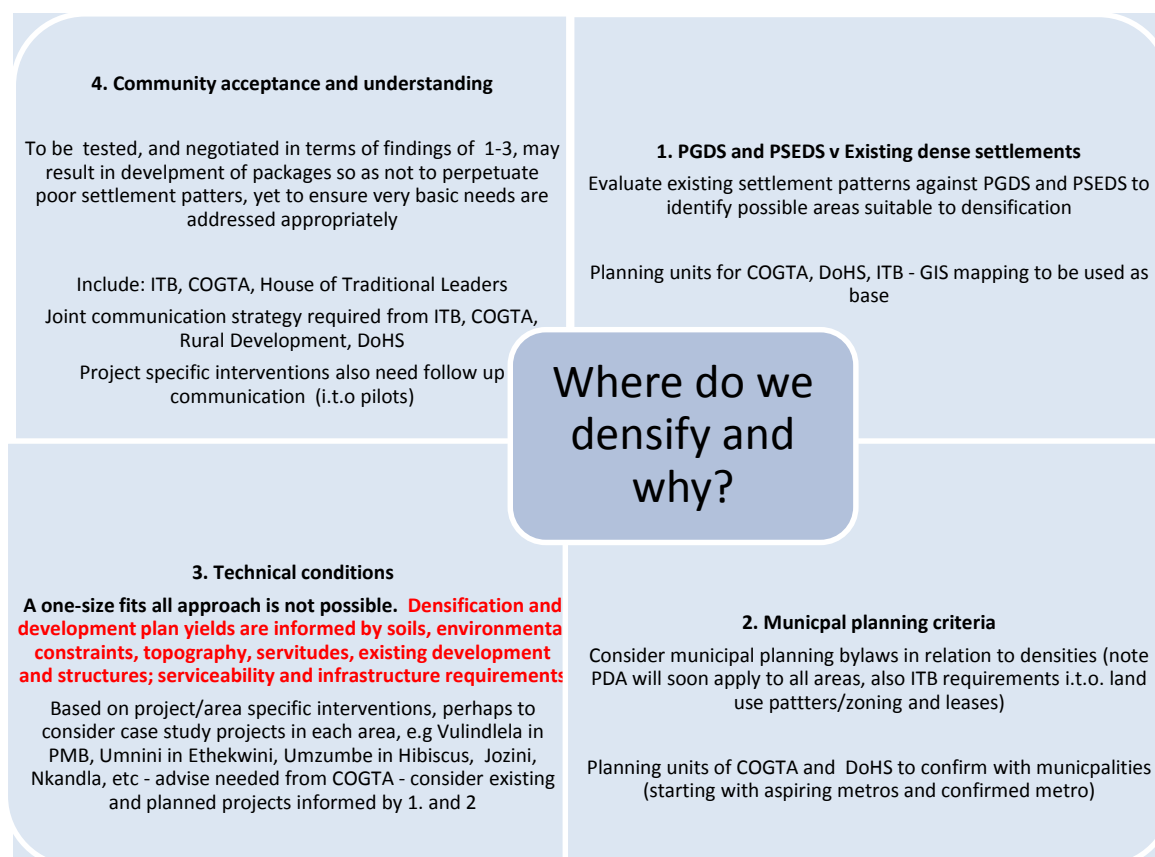 4. Community acceptance and understanding
To be  tested, and negotiated in terms of findings of  1-3, may
result in develpment of packages so as not to perpetuate
poor settlement patters, yet to ensure very basic needs are
addressed appropriately
Include: ITB, COGTA, House of Traditional Leaders
Joint communication strategy required from ITB, COGTA,
Rural Development, DoHS
Project specific interventions also need follow up
communication  (i.t.o pilots)
1. PGDS and PSEDS v Existing dense settlements
Evaluate existing settlement patterns against PGDS and PSEDS to
identify possible areas suitable to densification
Planning units for COGTA, DoHS, ITB - GIS mapping to be used as
base
Where do we
densify and
why?
3. Technical conditions
A one-size fits all approach is not possible.  Densification and
development plan yields are informed by soils, environmenta
constraints, topography, servitudes, existing development
and structures; serviceability and infrastructure requirements
Based on project/area specific interventions, perhaps to
consider case study projects in each area, e.g Vulindlela in
PMB, Umnini in Ethekwini, Umzumbe in Hibiscus,  Jozini,
Nkandla, etc - advise needed from COGTA - consider existing
and planned projects informed by 1. and 2
2. Municpal planning criteria
Consider municipal planning bylaws in relation to densities (note
PDA will soon apply to all areas, also ITB requirements i.t.o. land
use pattters/zoning and leases)
Planning units of COGTA and  DoHS to confirm with municpalities
(starting with aspiring metros and confirmed metro)